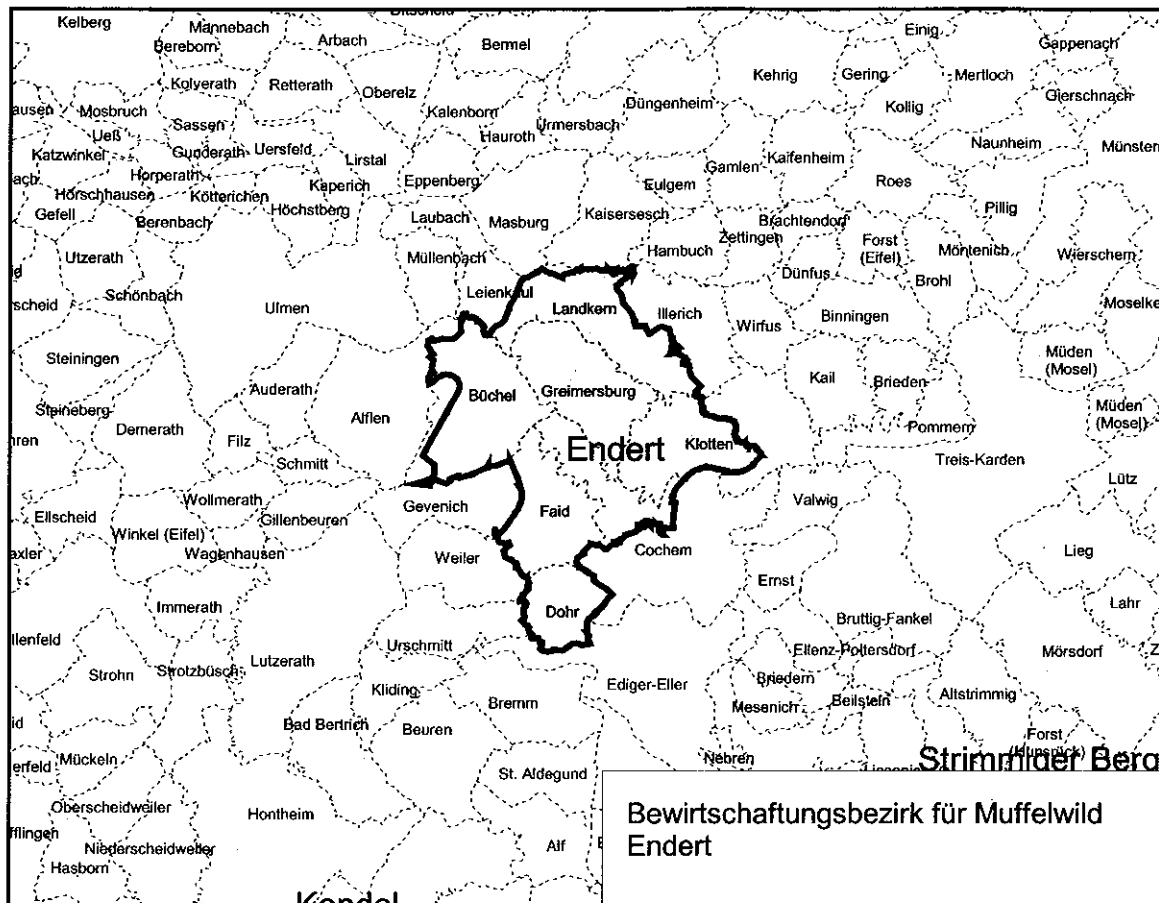 Kelberg
Mannebach
Bereborn
Arbach
Bermel
Einig
Gappenach
Kolverath
Retterath
Oberelz
Kehrig
Gering
Mertloch
Gierschnach
Mosbruch
Kalenborn
Düngenheim
Kollig
Ueß
Sassen
Hauroth
Urmersbach
Naunheim
Katzwinkel
Gunderath
Uersfeld
Lirstal
Gamlen
Kaifenheim
Münster
Horperath
Kaperich
Eppenberg
Eulgem
Roes
Hörschhausen
Kötterichen
Höchstberg
Gefell
Berenbach
Laubach
Masburg
Kaisersesch
Brachtendorf
Pillig
Utzerath
Müllenbach
Hambuch
Zettingen
Forst
(Eifel)
Möntenich
Wierschem
Dünfus
Brohl
erscheid
Schönbach
Ulmen
Leienkaul
Landkern
Illerich
Wirfus
Binningen
Moselke
Steiningen
Müden
(Mosel)
Auderath
Büchel
Greimersburg
Kail
Brieden
Steineberg
Demerath
Filz
Alflen
Müden
(Mosel)
Pommern
Schmitt
Endert
Klotten
Treis-Karden
Lütz
Ellscheid
Wollmerath
Gillenbeuren
Gevenich
Faid
Valwig
Winkel (Eifel)
Wagenhausen
Weiler
Cochem
Lieg
Immerath
Ernst
Dohr
Lahr
Bruttig-Fankel
Urschmitt
Ellenz-Poltersdorf
Strohn
Strotzbüsch
Lutzerath
Mörsdorf
Kliding
Ediger-Eller
Briedern
Altstrimmig
Bad Bertrich
Beuren
Bremm
Mesenich
Beilstein
Forst
(Hunsrück)
Mückeln
St. Aldegund
Nehren
Strimmiger Berg
Oberscheidweiler
Hontheim
Niederscheidweiler
Alf
Hasborn
Kondel
Bewirtschaftungsbezirk für Muffelwild
Endert